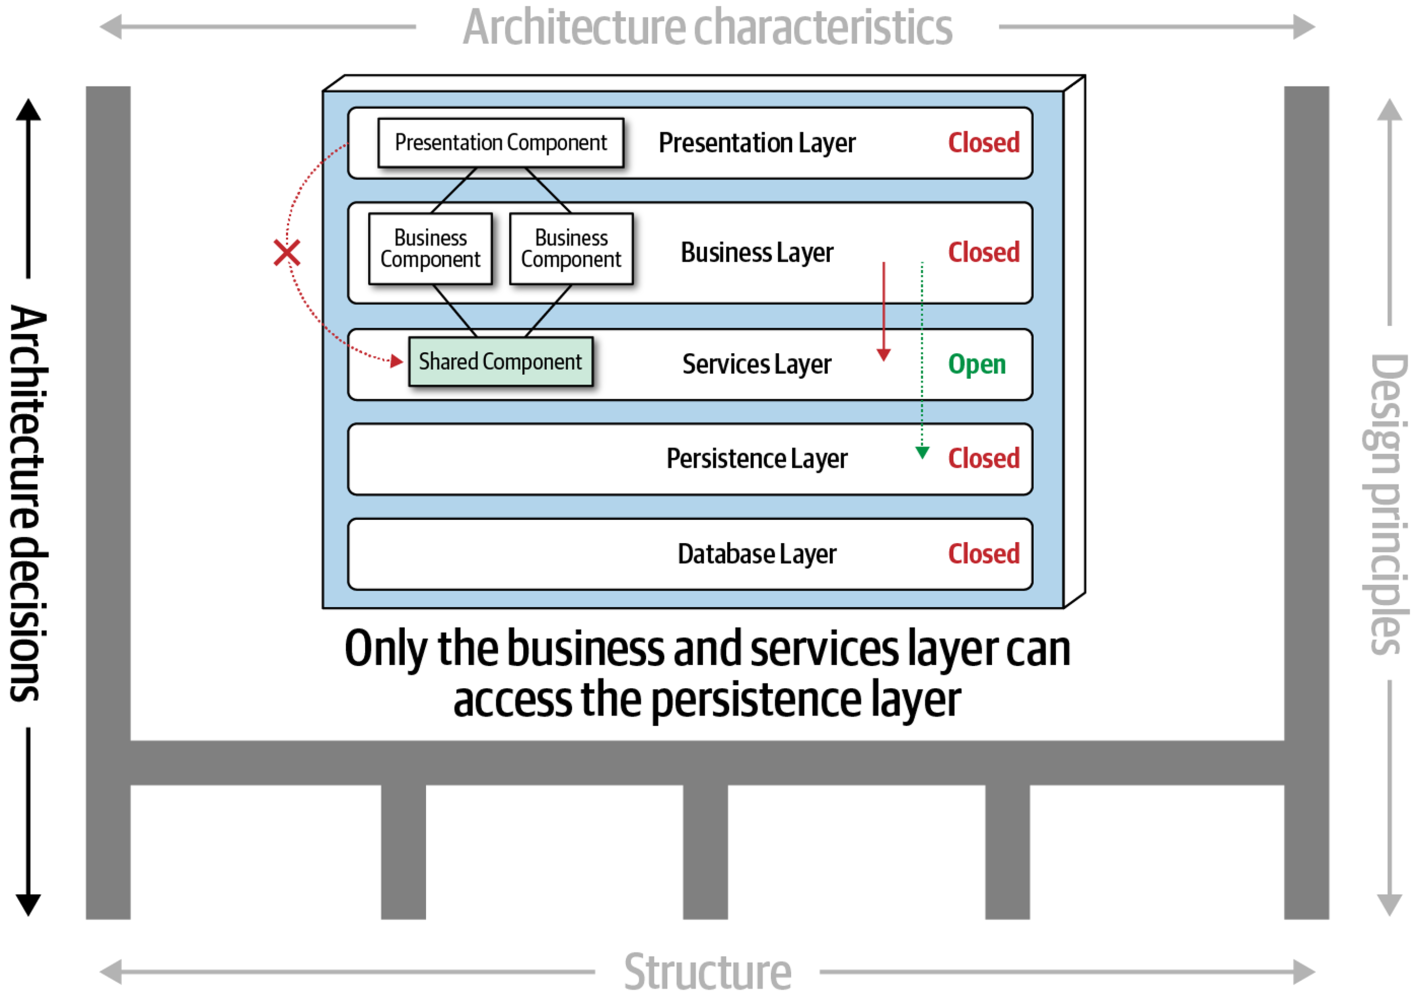 Architecture characteristics
Architecture decisions
Presentation Component
Presentation Layer
Closed
Business
Component
Business
Component
Business Layer
Closed
Shared Component
Services Layer
Open
Persistence Layer
Closed
Database Layer
Closed
Only the business and services layer can
access the persistence layer
Design principles
Structure